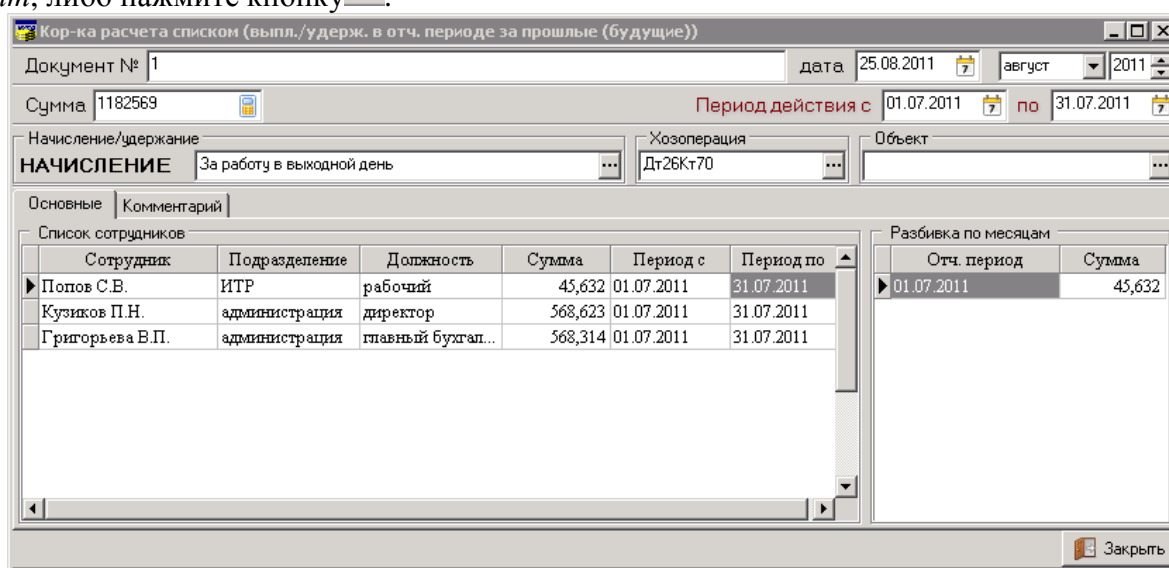 ит, либо нажмите кнопку .
Кор-ка расчета списком (выпл./удерж. в отч. периоде за прошлые (будущие))
Документ № 1 дата 25.08.2011 август 2011
Сумма 1182569 Период действия с 01.07.2011 по 31.07.2011
Начисление/удержание Хозоперация Объект
НАЧИСЛЕНИЕ За работу в выходной день ... Дт26Кт70 ... ...
Основные Комментарий
Список сотрудников Разбивка по месяцам
Сотрудник Подразделение Должность Сумма Период с Период по Отч. период Сумма
Попов С.В. ИТР рабочий 45,632 01.07.2011 31.07.2011 01.07.2011 45,632
Кузиков П.Н. администрация директор 568,623 01.07.2011 31.07.2011
Григорьева В.П. администрация главный бухгал... 568,314 01.07.2011 31.07.2011
Закрыть